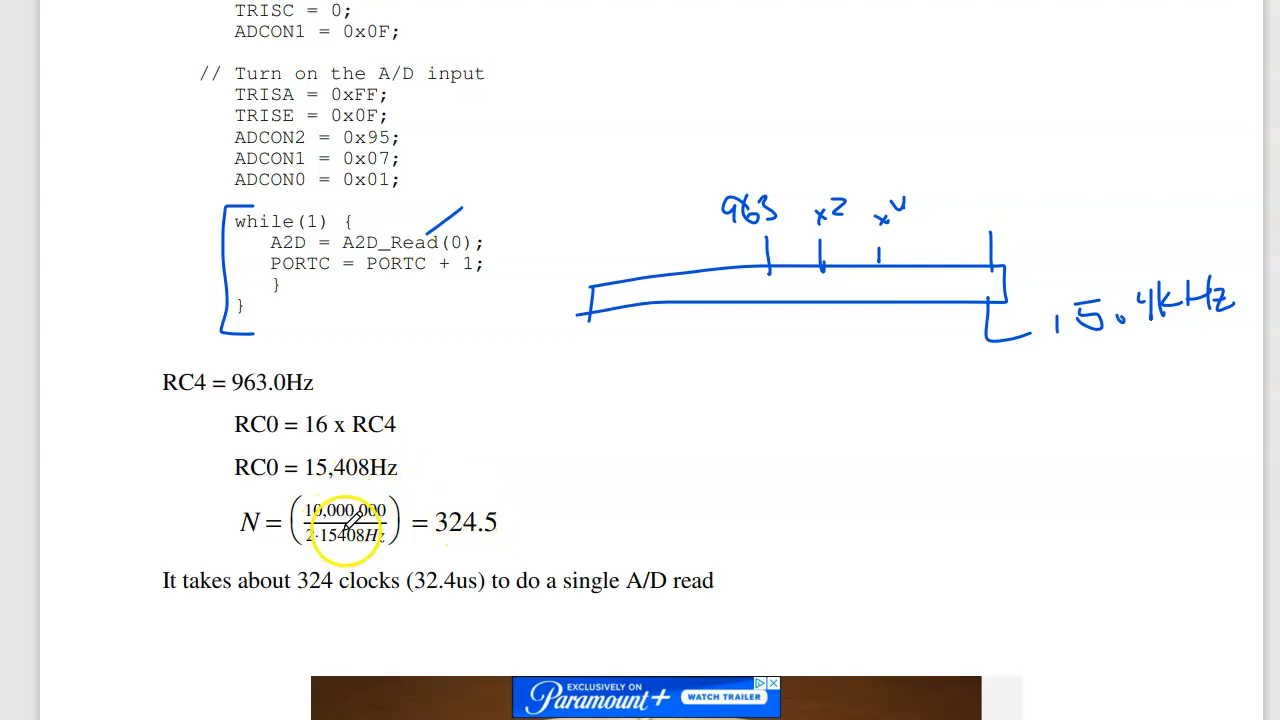 TRISC = 0;
ADCON1 = 0x0F;
// Turn on the A/D input
TRISA = 0xFF;
TRISE = 0x0F;
ADCON2 = 0x95;
ADCON1 = 0x07;
ADCON0 = 0x01;
while(1) {
A2D = A2D_Read(0);
PORTC = PORTC + 1;
}
}
963 x2 x4
15.4kHz
RC4 = 963.0Hz
RC0 = 16 x RC4
RC0 = 15,408Hz
N = (10,000,000 / 2·15408Hz) = 324.5
It takes about 324 clocks (32.4us) to do a single A/D read
EXCLUSIVELY ON
Paramount+
WATCH TRAILER